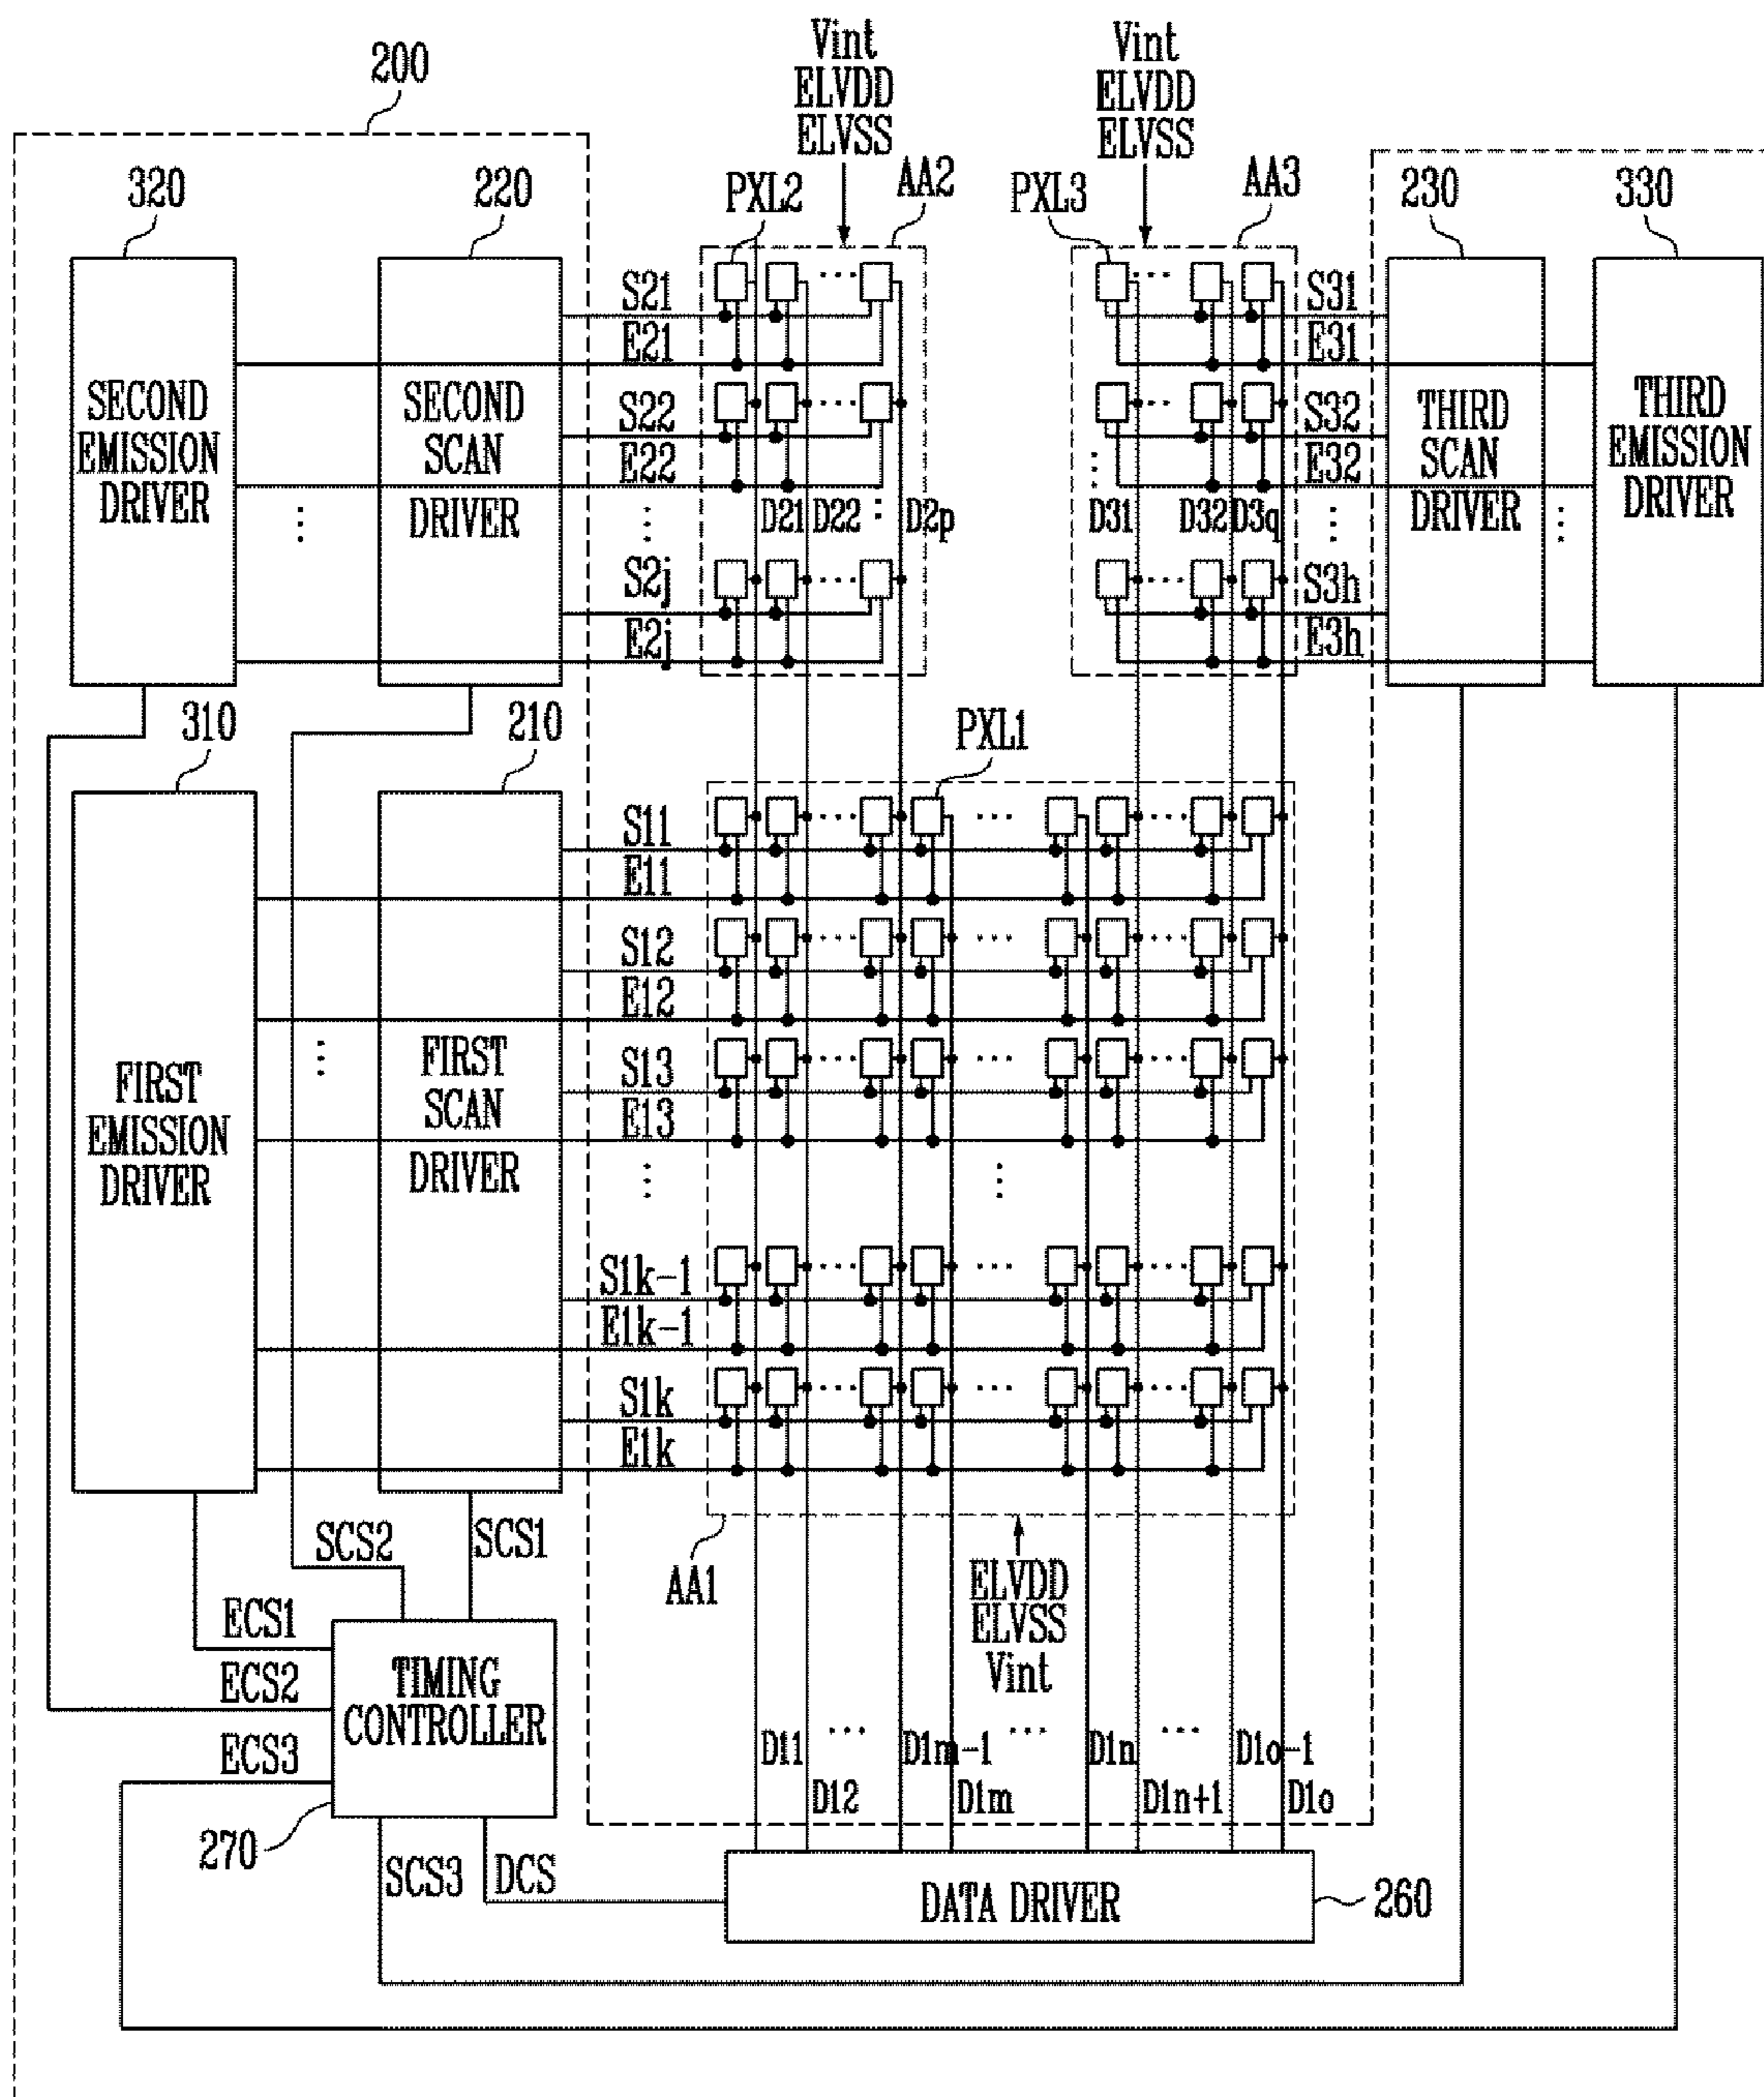 200
Vint
ELVDD
ELVSS
Vint
ELVDD
ELVSS
320
220
PXL2
AA2
PXL3
AA3
230
330
SECOND
EMISSION
DRIVER
SECOND
SCAN
DRIVER
S21
E21
S22
E22
S2j
E2j
D21
D22
D2p
D31
D32
D3q
S31
E31
S32
E32
S3h
E3h
THIRD
SCAN
DRIVER
THIRD
EMISSION
DRIVER
310
210
PXL1
FIRST
EMISSION
DRIVER
FIRST
SCAN
DRIVER
S11
E11
S12
E12
S13
E13
S1k-1
E1k-1
S1k
E1k
SCS2
SCS1
AA1
ELVDD
ELVSS
Vint
ECS1
ECS2
ECS3
TIMING
CONTROLLER
D11
D1m-1
D1n
D1o-1
D12
D1m
D1n+1
D1o
270
SCS3
DCS
DATA DRIVER
260